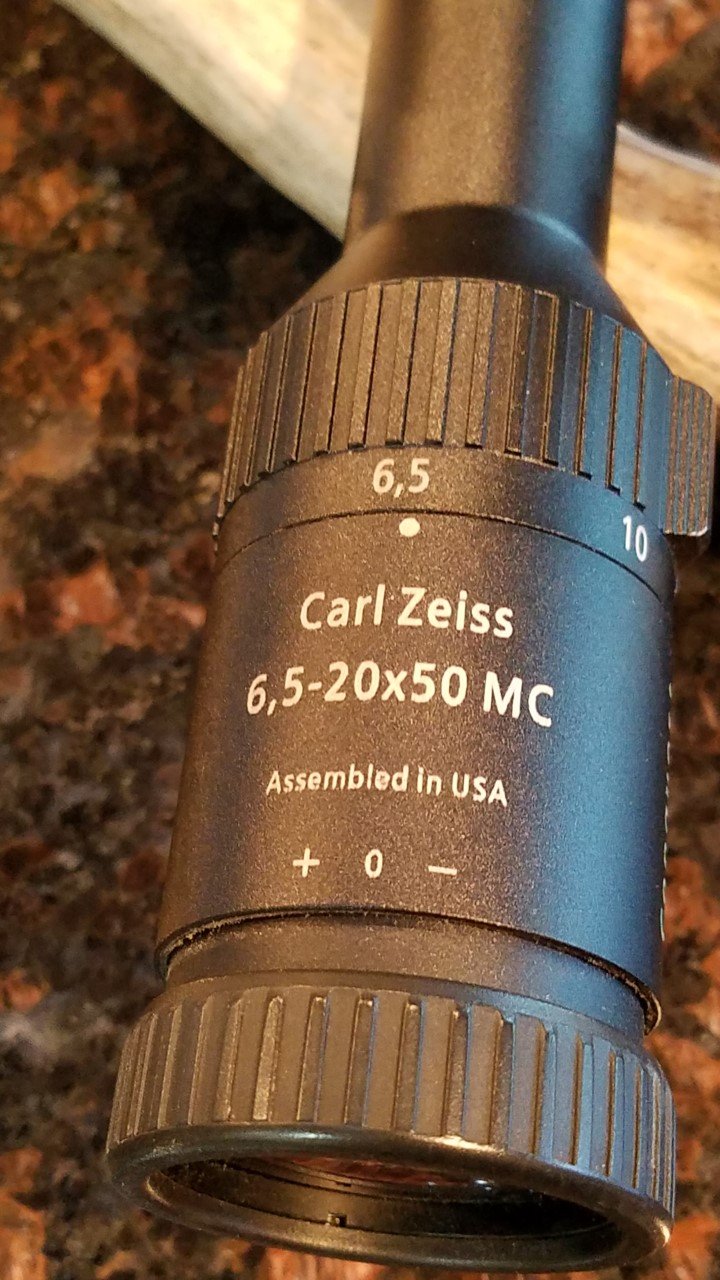 6,5
10
Carl Zeiss
6,5-20x50 MC
Assembled in USA
+ 0 –